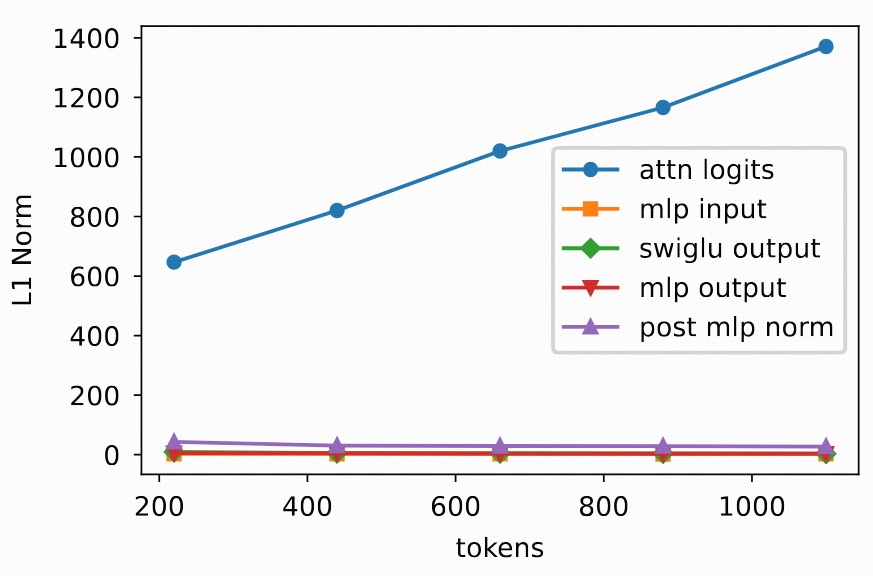 1400
1200
1000
800
600
400
200
0
L1 Norm
attn logits
mlp input
swiglu output
mlp output
post mlp norm
200 400 600 800 1000
tokens